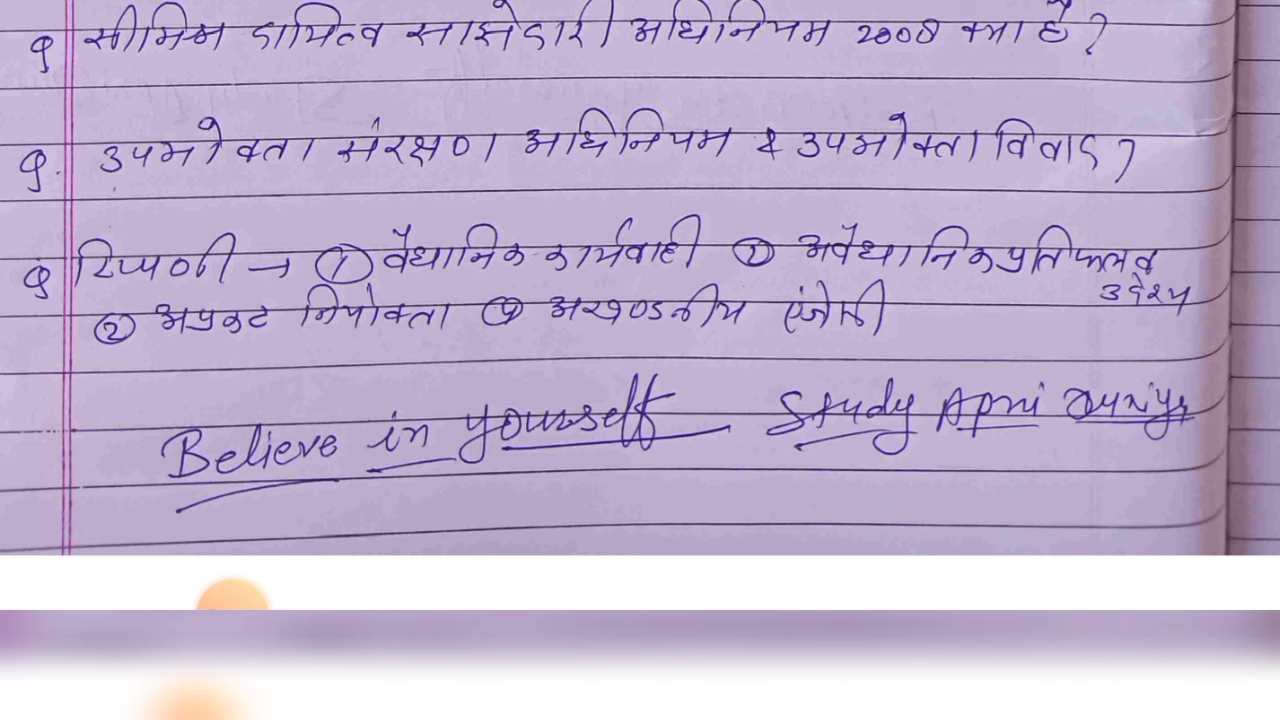 Q सीमित दायित्व साझेदारी अधिनियम 2008 क्या है?
Q. उपभोक्ता संरक्षण अधिनियम & उपभोक्ता विवाद?
Q टिप्पणी → ① वैधानिक कार्यवाही ② अवैधानिक प्रतिफल व
उद्देश्य
③ अप्रकट नियोक्ता ④ अखण्डनीय एंजेसी
Believe in yourself Study Apni Duniya